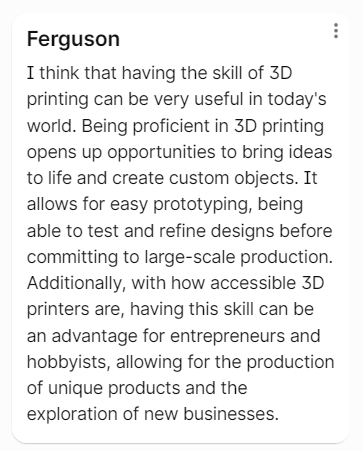 Ferguson
I think that having the skill of 3D
printing can be very useful in today's
world. Being proficient in 3D printing
opens up opportunities to bring ideas
to life and create custom objects. It
allows for easy prototyping, being
able to test and refine designs before
committing to large-scale production.
Additionally, with how accessible 3D
printers are, having this skill can be
an advantage for entrepreneurs and
hobbyists, allowing for the production
of unique products and the
exploration of new businesses.